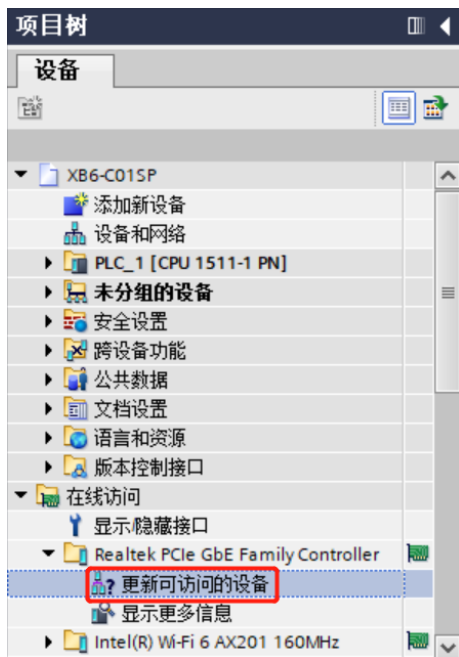 项目树
设备
XB6-C01SP
添加新设备
设备和网络
PLC_1 [CPU 1511-1 PN]
未分组的设备
安全设置
跨设备功能
公共数据
文档设置
语言和资源
版本控制接口
在线访问
显示/隐藏接口
Realtek PCIe GbE Family Controller
更新可访问的设备
显示更多信息
Intel(R) Wi-Fi 6 AX201 160MHz